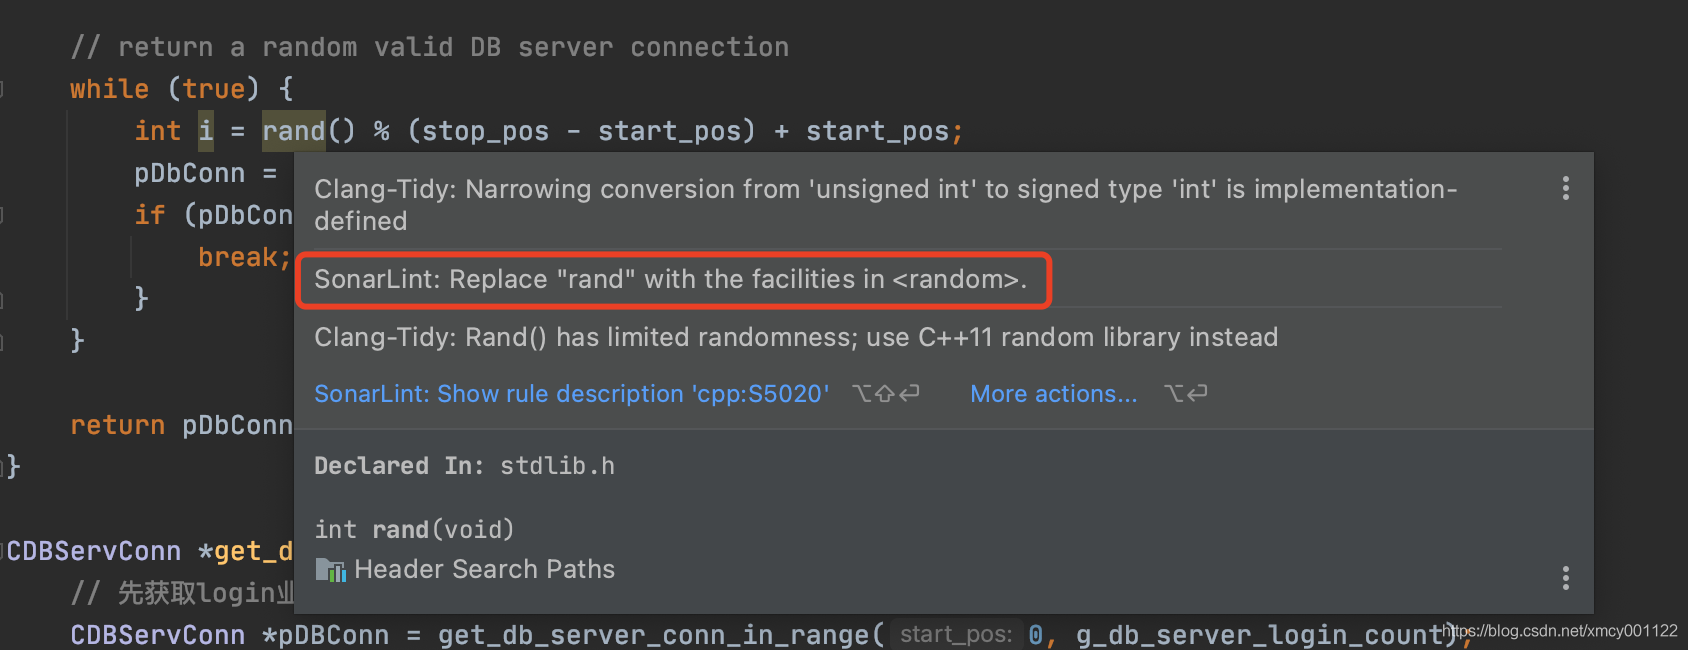 // return a random valid DB server connection
while (true) {
int i = rand() % (stop_pos - start_pos) + start_pos;
pDbConn =
Clang-Tidy: Narrowing conversion from 'unsigned int' to signed type 'int' is implementation-
defined
if (pDbCon
break;
SonarLint: Replace "rand" with the facilities in <random>.
}
Clang-Tidy: Rand() has limited randomness; use C++11 random library instead
}
SonarLint: Show rule description 'cpp:S5020' ⌥⇧⏎ More actions... ⌥⏎
return pDbConn
}
Declared In: stdlib.h
int rand(void)
Header Search Paths
CDBServConn *get_d
// 先获取login业
CDBServConn *pDBConn = get_db_server_conn_in_range( start_pos: 0, g_db_server_login_count);
https://blog.csdn.net/xmcy001122